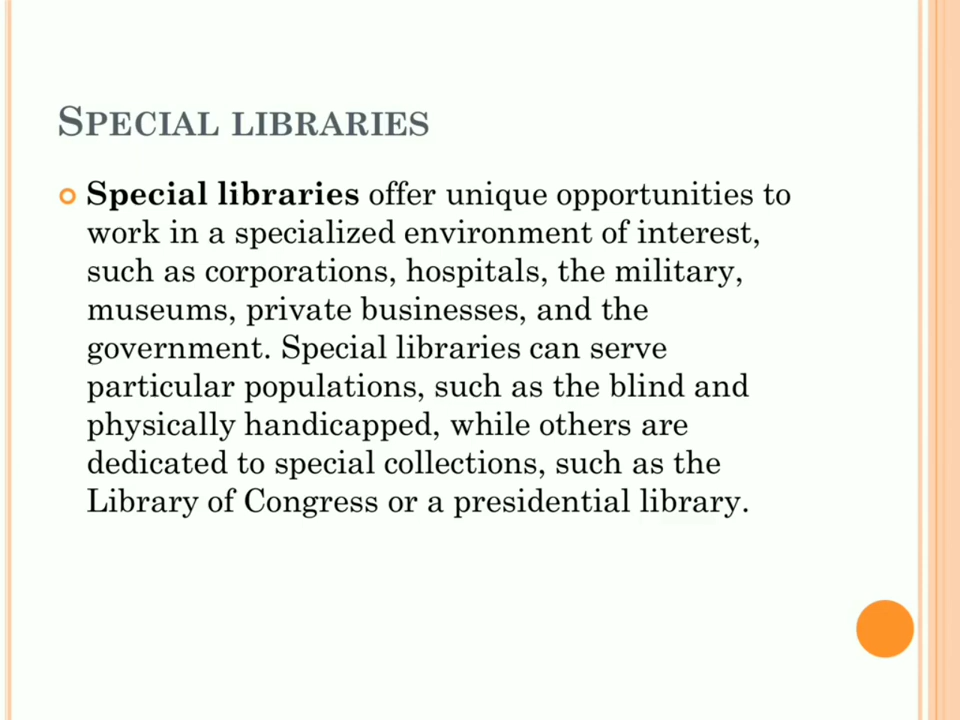 SPECIAL LIBRARIES
Special libraries offer unique opportunities to
work in a specialized environment of interest,
such as corporations, hospitals, the military,
museums, private businesses, and the
government. Special libraries can serve
particular populations, such as the blind and
physically handicapped, while others are
dedicated to special collections, such as the
Library of Congress or a presidential library.